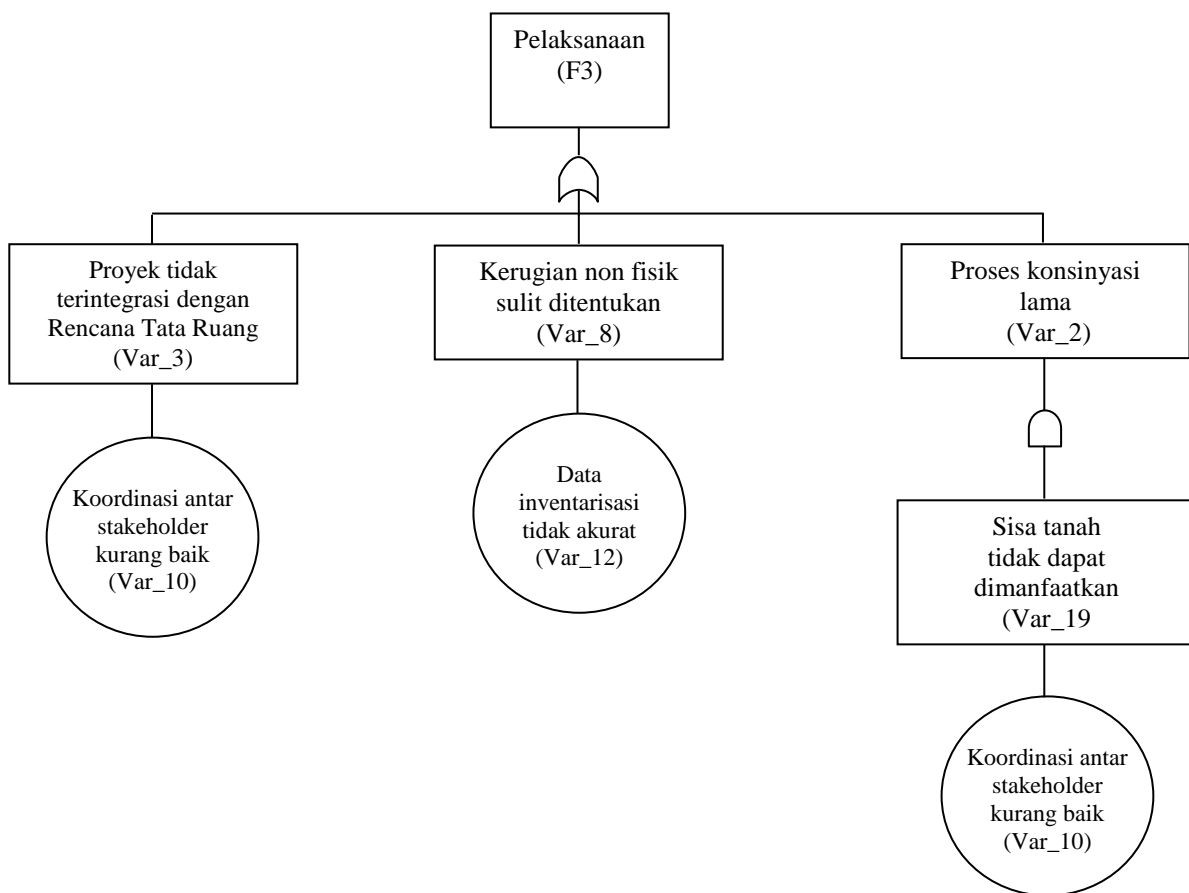 Pelaksanaan
(F3)
Proyek tidak
terintegrasi dengan
Rencana Tata Ruang
(Var_3)
Kerugian non fisik
sulit ditentukan
(Var_8)
Proses konsinyasi
lama
(Var_2)
Koordinasi antar
stakeholder
kurang baik
(Var_10)
Data
inventarisasi
tidak akurat
(Var_12)
Sisa tanah
tidak dapat
dimanfaatkan
(Var_19
Koordinasi antar
stakeholder
kurang baik
(Var_10)